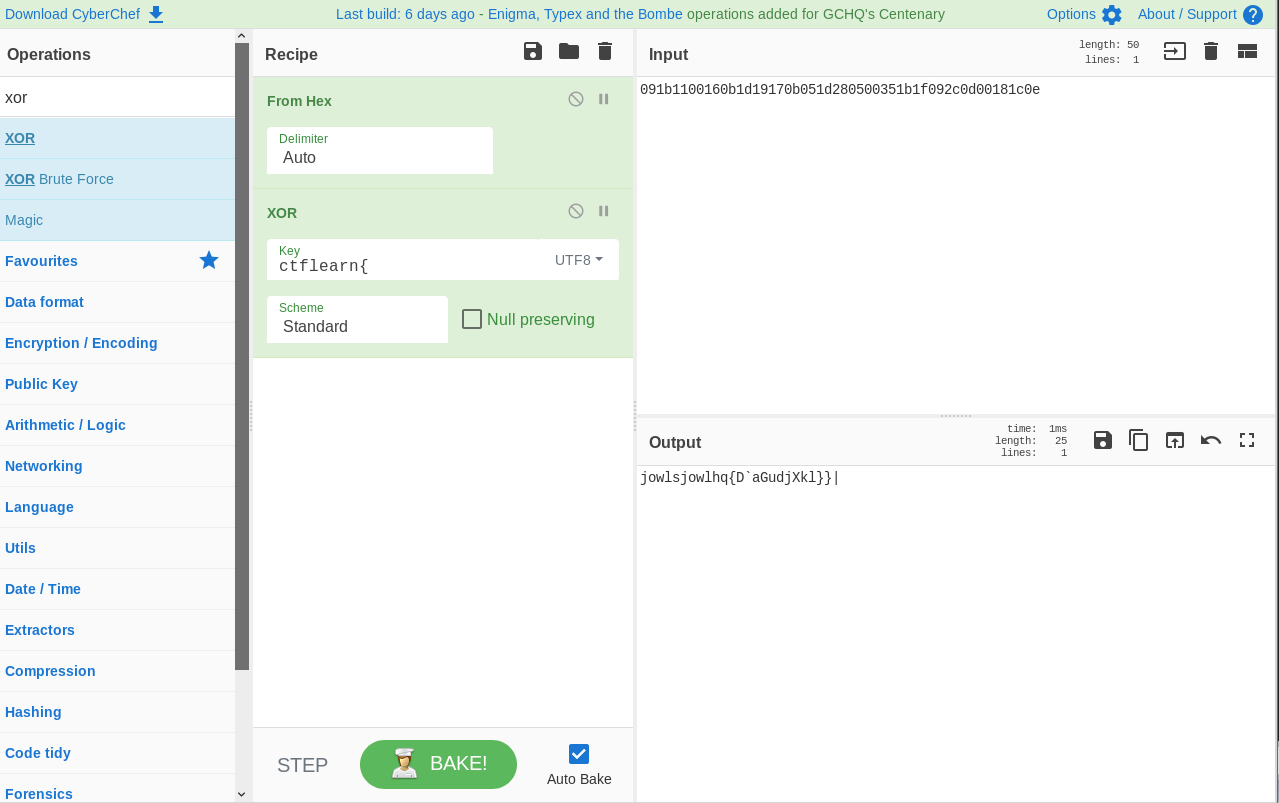 Download CyberChef
Last build: 6 days ago - Enigma, Typex and the Bombe operations added for GCHQ's Centenary
Options
About / Support
Operations
xor
XOR
XOR Brute Force
Magic
Favourites
Data format
Encryption / Encoding
Public Key
Arithmetic / Logic
Networking
Language
Utils
Date / Time
Extractors
Compression
Hashing
Code tidy
Forensics
Recipe
From Hex
Delimiter
Auto
XOR
Key
ctflearn{
UTF8
Scheme
Standard
Null preserving
STEP
BAKE!
Auto Bake
Input
length: 50
lines: 1
091b1100160b1d19170b051d280500351b1f092c0d00181c0e
Output
time: 1ms
length: 25
lines: 1
jowlsjowlhq{D`aGudjXkl}}|